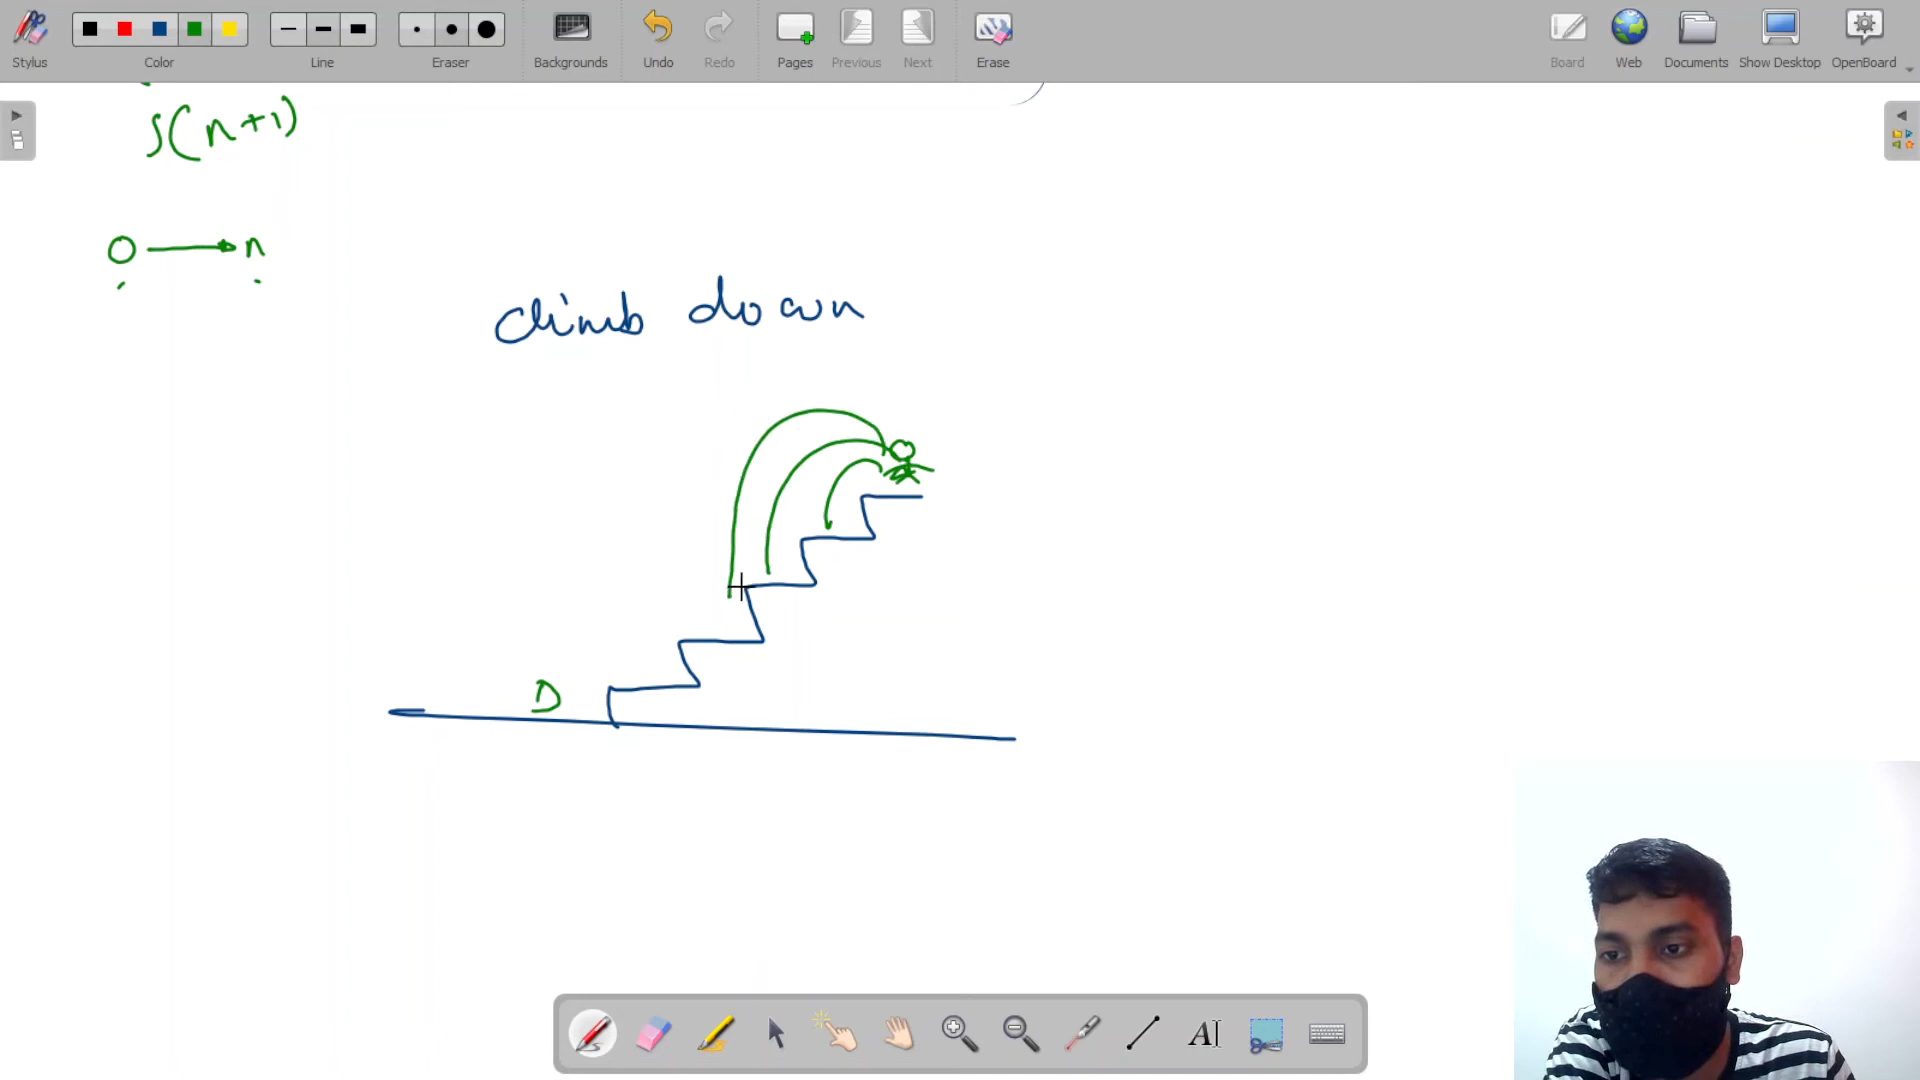 Stylus
Color
Line
Eraser
Backgrounds
Undo
Redo
Pages
Previous
Next
Erase
Board
Web
Documents
Show Desktop
OpenBoard
S(n+1)
0 → n
climb down
D